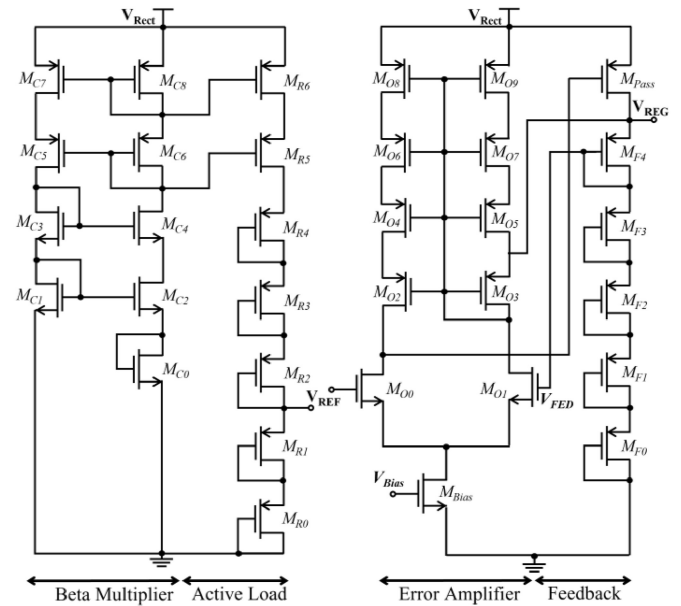 V_Rect V_Rect
M_C7 M_C8 M_R6 M_O8 M_O9 M_Pass
V_REG
M_C5 M_C6 M_R5 M_O6 M_O7 M_F4
M_C3 M_C4 M_R4 M_O4 M_O5 M_F3
M_C1 M_C2 M_R3 M_O2 M_O3 M_F2
M_C0 M_R2 M_O0 M_O1 M_F1
V_REF V_FED
M_R1 M_F0
V_Bias M_Bias
M_R0
Beta Multiplier Active Load Error Amplifier Feedback